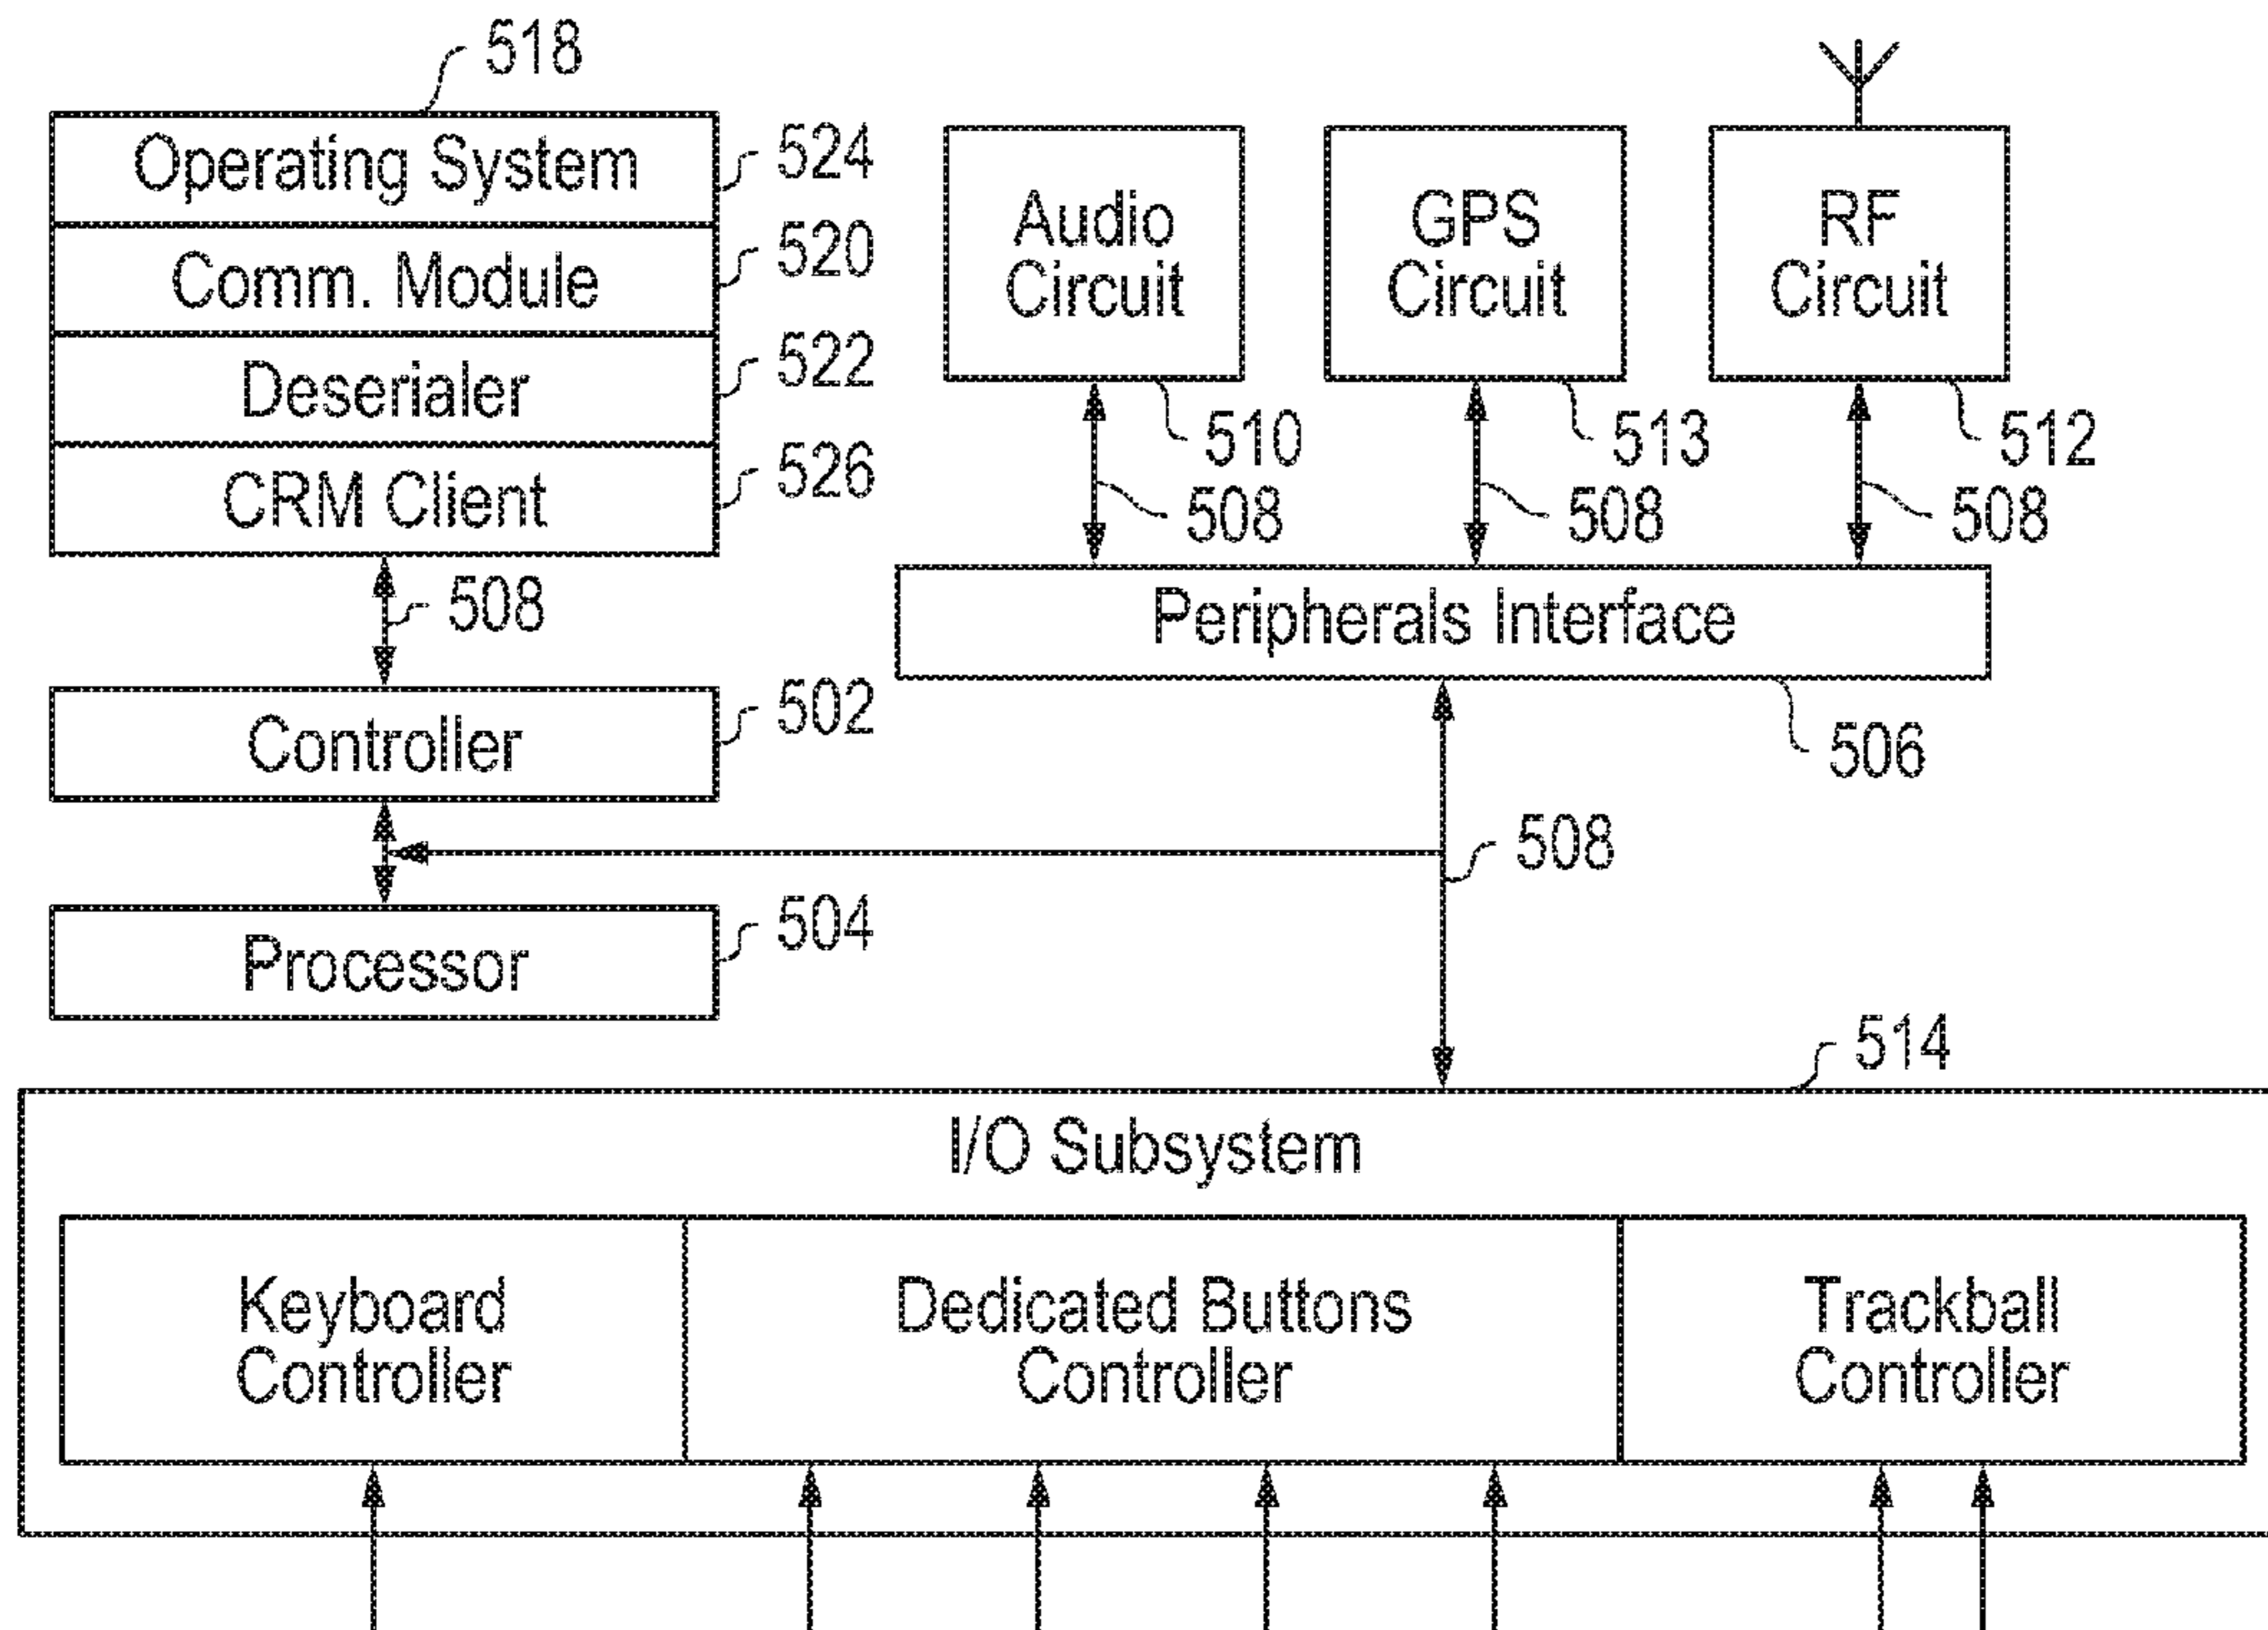 518
Operating System
524
Comm. Module
520
Deserialer
522
CRM Client
526
508
Controller
502
Processor
504
Audio
Circuit
510
508
GPS
Circuit
513
508
RF
Circuit
512
508
Peripherals Interface
506
508
514
I/O Subsystem
Keyboard
Controller
Dedicated Buttons
Controller
Trackball
Controller